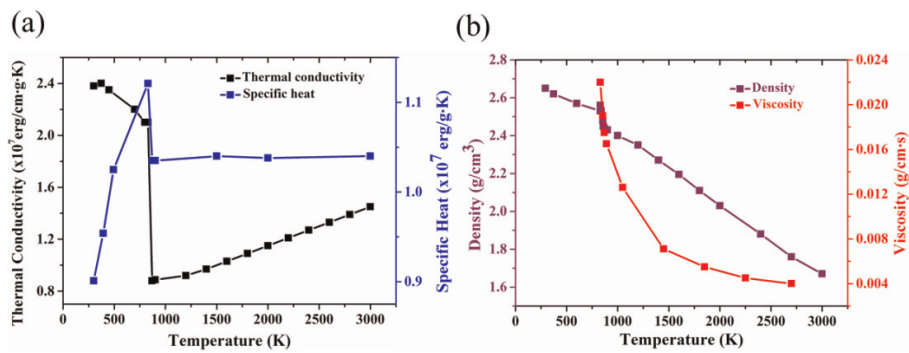 (a)
(b)
Thermal conductivity
Specific heat
Thermal Conductivity (x10⁷erg/cm·g·K)
2.4
2.0
1.6
1.2
0.8
1.1
1.0
0.9
Specific Heat (x10⁷ erg/g·K)
0 500 1000 1500 2000 2500 3000
Temperature (K)
Density
Viscosity
Density (g/cm³)
2.8
2.6
2.4
2.2
2.0
1.8
1.6
0.024
0.020
0.016
0.012
0.008
0.004
Viscosity (g/cm·s)
0 500 1000 1500 2000 2500 3000
Temperature (K)